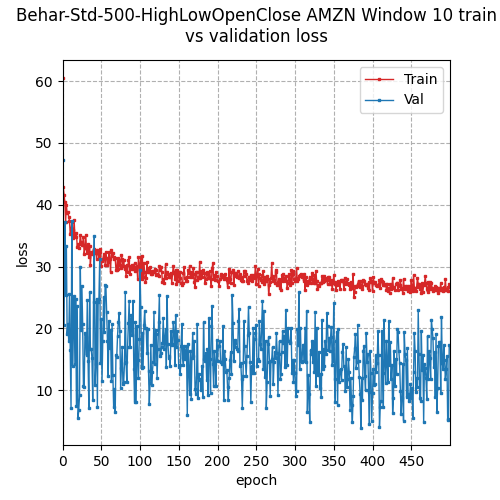 Behar-Std-500-HighLowOpenClose AMZN Window 10 train
vs validation loss
Train
Val
loss
60
50
40
30
20
10
0 50 100 150 200 250 300 350 400 450
epoch